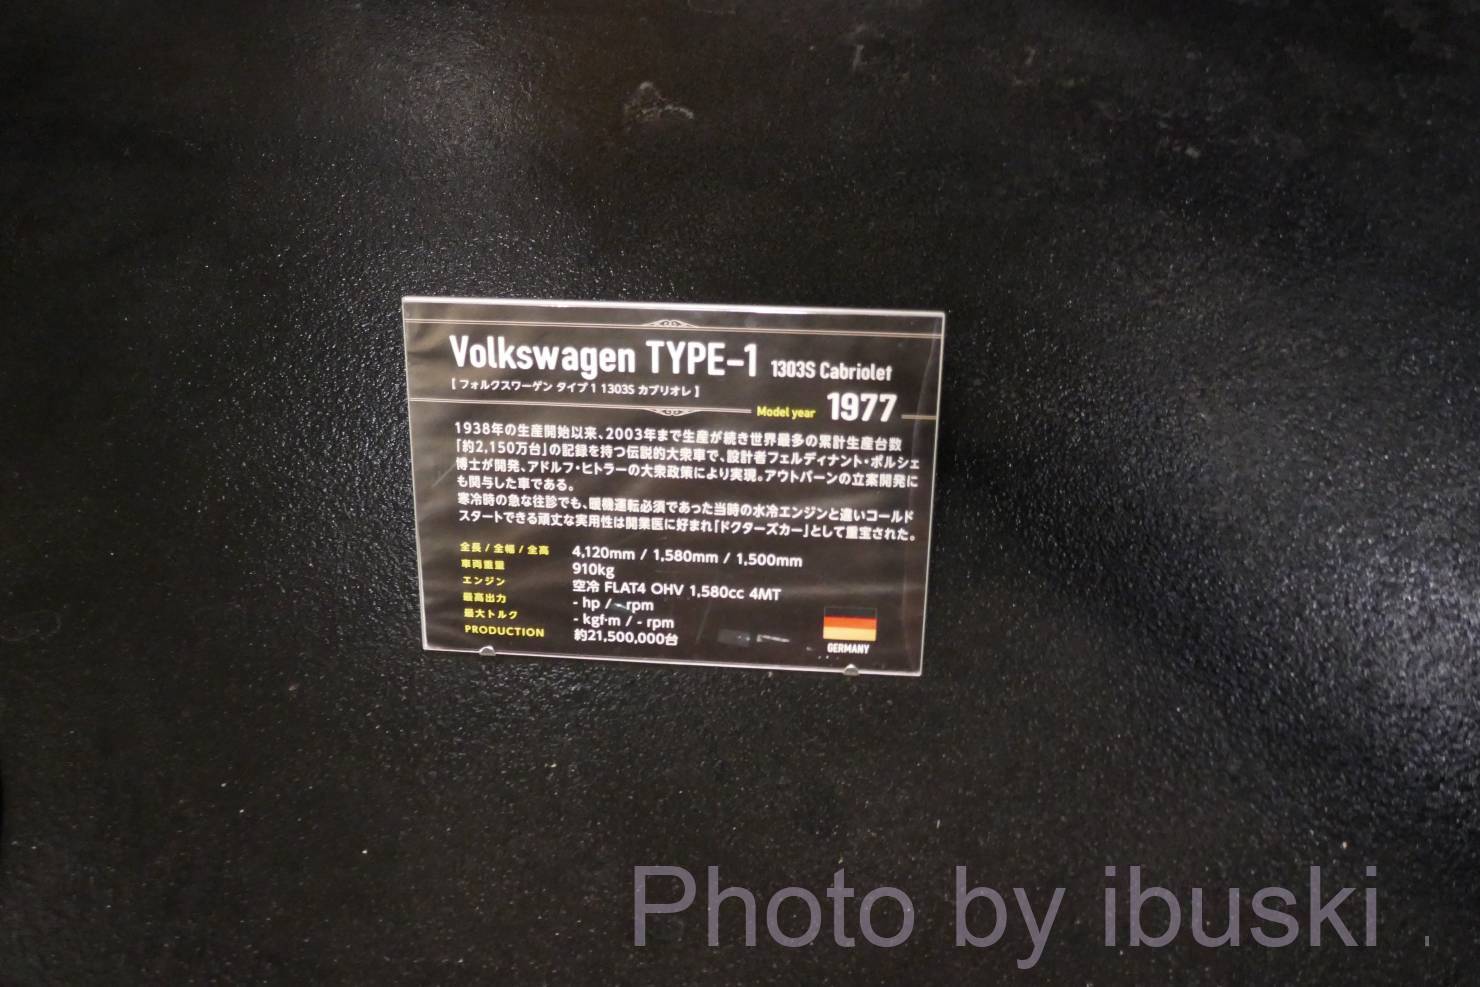 Volkswagen TYPE-1 1303S Cabriolet
[ フォルクスワーゲン タイプ1 1303S カブリオレ ]
Model year 1977
1938年の生産開始以来、2003年まで生産が続き世界最多の累計生産台数
「約2,150万台」の記録を持つ伝説的大衆車で、設計者フェルディナント・ポルシェ
博士が開発、アドルフ・ヒトラーの大衆政策により実現。アウトバーンの立案開発に
も関与した車である。
寒冷時の急な往診でも、暖機運転必須であった当時の水冷エンジンと違いコールド
スタートできる頑丈な実用性は開業医に好まれ「ドクターズカー」として重宝された。
全長 / 全幅 / 全高 4,120mm / 1,580mm / 1,500mm
車両重量 910kg
エンジン 空冷 FLAT4 OHV 1,580cc 4MT
最高出力 - hp / - rpm
最大トルク - kgf·m / - rpm
PRODUCTION 約21,500,000台
GERMANY
Photo by ibuski